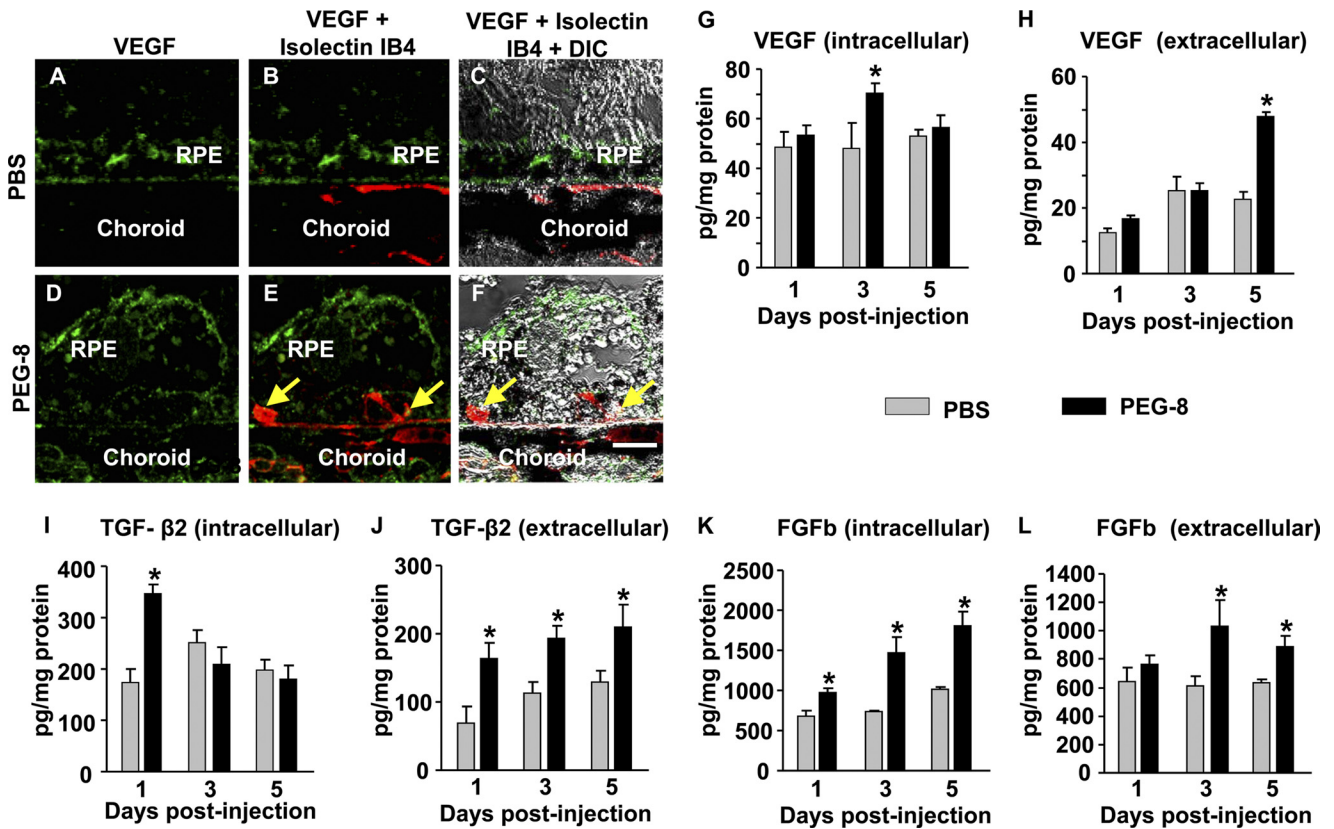 VEGF
VEGF +
Isolectin IB4
VEGF + Isolectin
IB4 + DIC
PBS
A
RPE
Choroid
B
RPE
Choroid
C
RPE
Choroid
PEG-8
D
RPE
Choroid
E
RPE
Choroid
F
RPE
Choroid
G
VEGF (intracellular)
pg/mg protein
80
60
40
20
0
*
1 3 5
Days post-injection
H
VEGF (extracellular)
pg/mg protein
60
40
20
0
*
1 3 5
Days post-injection
PBS
PEG-8
I
TGF- β2 (intracellular)
pg/mg protein
400
300
200
100
0
*
1 3 5
Days post-injection
J
TGF-β2 (extracellular)
pg/mg protein
300
200
100
0
* * *
1 3 5
Days post-injection
K
FGFb (intracellular)
pg/mg protein
2500
2000
1500
1000
500
0
* * *
1 3 5
Days post-injection
L
FGFb (extracellular)
pg/mg protein
1400
1200
1000
800
600
400
200
0
* *
1 3 5
Days post-injection